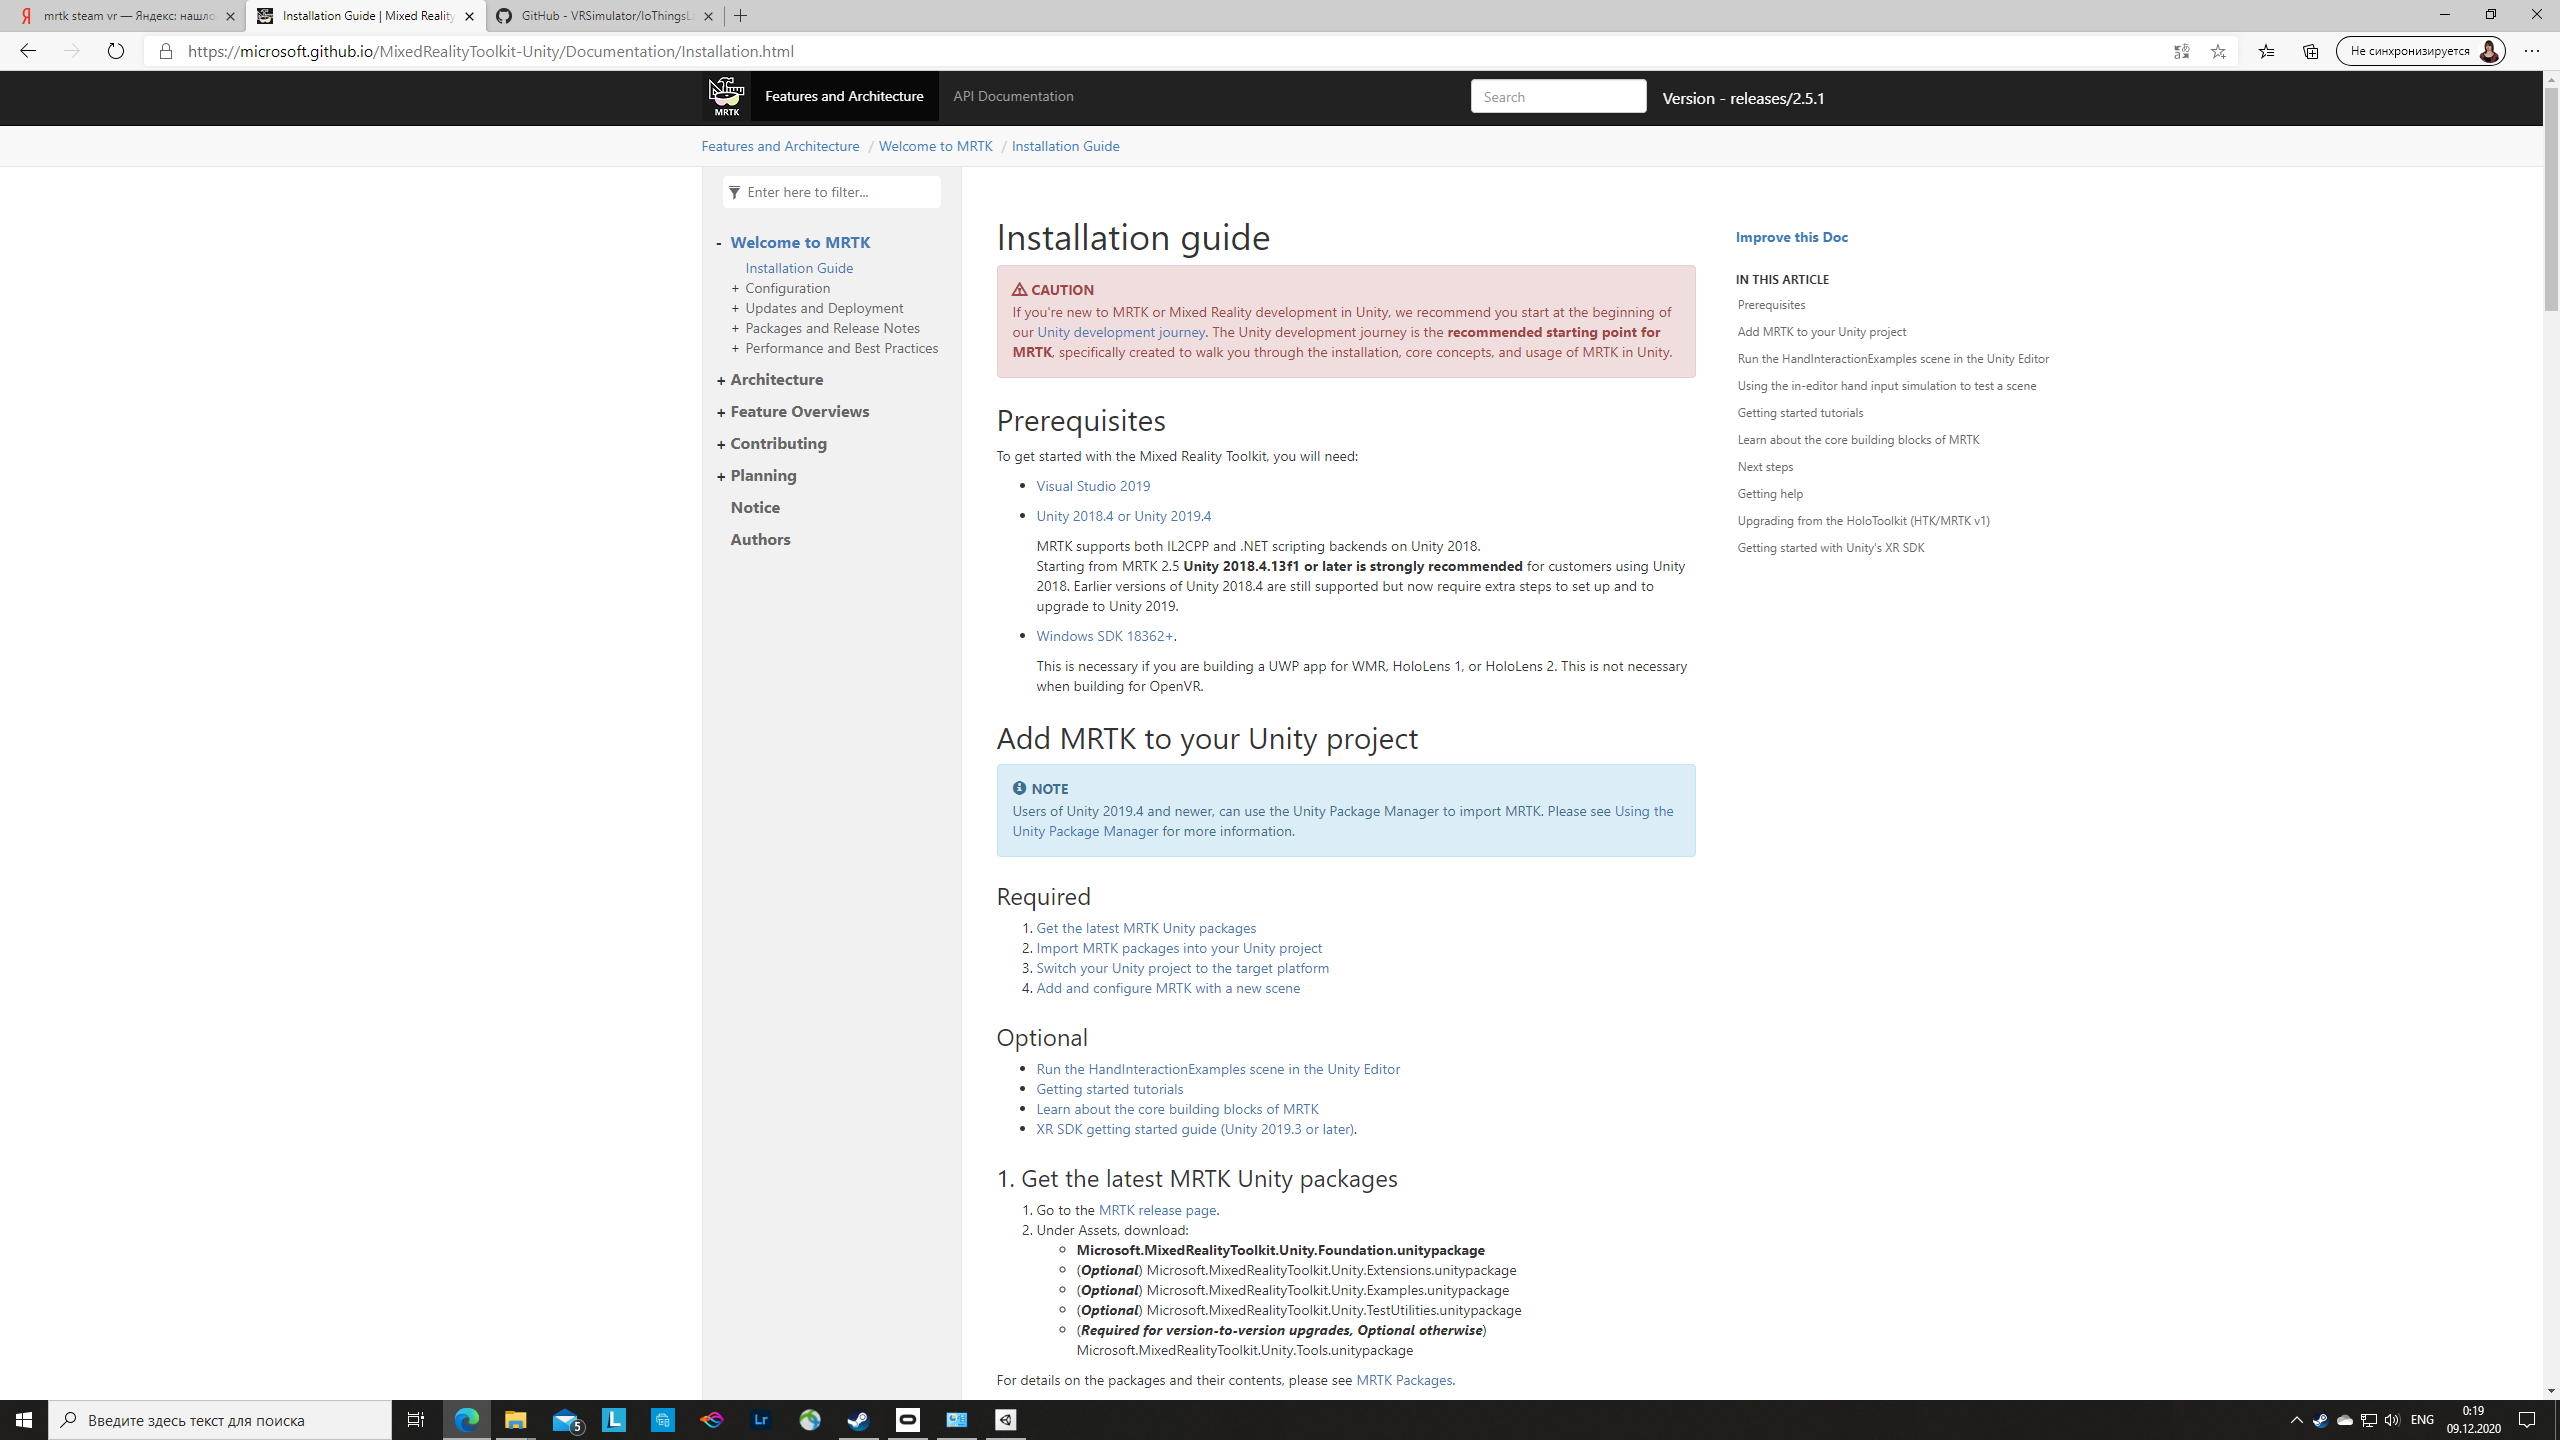 mrtk steam vr — Яндекс: нашло
Installation Guide | Mixed Reality
GitHub - VRSimulator/IoThingsL
https://microsoft.github.io/MixedRealityToolkit-Unity/Documentation/Installation.html
Не синхронизируется
MRTK
Features and Architecture
API Documentation
Search
Version - releases/2.5.1
Features and Architecture / Welcome to MRTK / Installation Guide
Enter here to filter...
- Welcome to MRTK
Installation Guide
+ Configuration
+ Updates and Deployment
+ Packages and Release Notes
+ Performance and Best Practices
+ Architecture
+ Feature Overviews
+ Contributing
+ Planning
Notice
Authors
Installation guide
CAUTION
If you're new to MRTK or Mixed Reality development in Unity, we recommend you start at the beginning of
our Unity development journey. The Unity development journey is the recommended starting point for
MRTK, specifically created to walk you through the installation, core concepts, and usage of MRTK in Unity.
Prerequisites
To get started with the Mixed Reality Toolkit, you will need:
• Visual Studio 2019
• Unity 2018.4 or Unity 2019.4
MRTK supports both IL2CPP and .NET scripting backends on Unity 2018.
Starting from MRTK 2.5 Unity 2018.4.13f1 or later is strongly recommended for customers using Unity
2018. Earlier versions of Unity 2018.4 are still supported but now require extra steps to set up and to
upgrade to Unity 2019.
• Windows SDK 18362+.
This is necessary if you are building a UWP app for WMR, HoloLens 1, or HoloLens 2. This is not necessary
when building for OpenVR.
Add MRTK to your Unity project
NOTE
Users of Unity 2019.4 and newer, can use the Unity Package Manager to import MRTK. Please see Using the
Unity Package Manager for more information.
Required
1. Get the latest MRTK Unity packages
2. Import MRTK packages into your Unity project
3. Switch your Unity project to the target platform
4. Add and configure MRTK with a new scene
Optional
• Run the HandInteractionExamples scene in the Unity Editor
• Getting started tutorials
• Learn about the core building blocks of MRTK
• XR SDK getting started guide (Unity 2019.3 or later).
1. Get the latest MRTK Unity packages
1. Go to the MRTK release page.
2. Under Assets, download:
Microsoft.MixedRealityToolkit.Unity.Foundation.unitypackage
(Optional) Microsoft.MixedRealityToolkit.Unity.Extensions.unitypackage
(Optional) Microsoft.MixedRealityToolkit.Unity.Examples.unitypackage
(Optional) Microsoft.MixedRealityToolkit.Unity.TestUtilities.unitypackage
(Required for version-to-version upgrades, Optional otherwise)
Microsoft.MixedRealityToolkit.Unity.Tools.unitypackage
For details on the packages and their contents, please see MRTK Packages.
Improve this Doc
IN THIS ARTICLE
Prerequisites
Add MRTK to your Unity project
Run the HandInteractionExamples scene in the Unity Editor
Using the in-editor hand input simulation to test a scene
Getting started tutorials
Learn about the core building blocks of MRTK
Next steps
Getting help
Upgrading from the HoloToolkit (HTK/MRTK v1)
Getting started with Unity's XR SDK
Введите здесь текст для поиска
5
L
Lr
ENG
0:19
09.12.2020